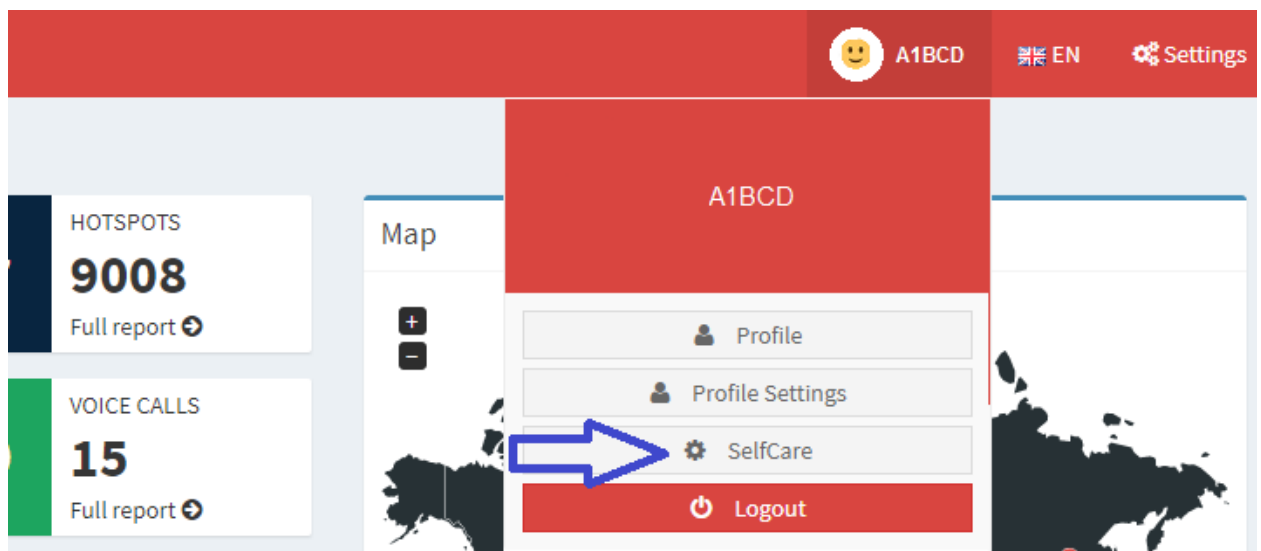 A1BCD EN Settings
A1BCD
HOTSPOTS
9008
Full report
Map
+
−
Profile
Profile Settings
VOICE CALLS
15
Full report
SelfCare
Logout